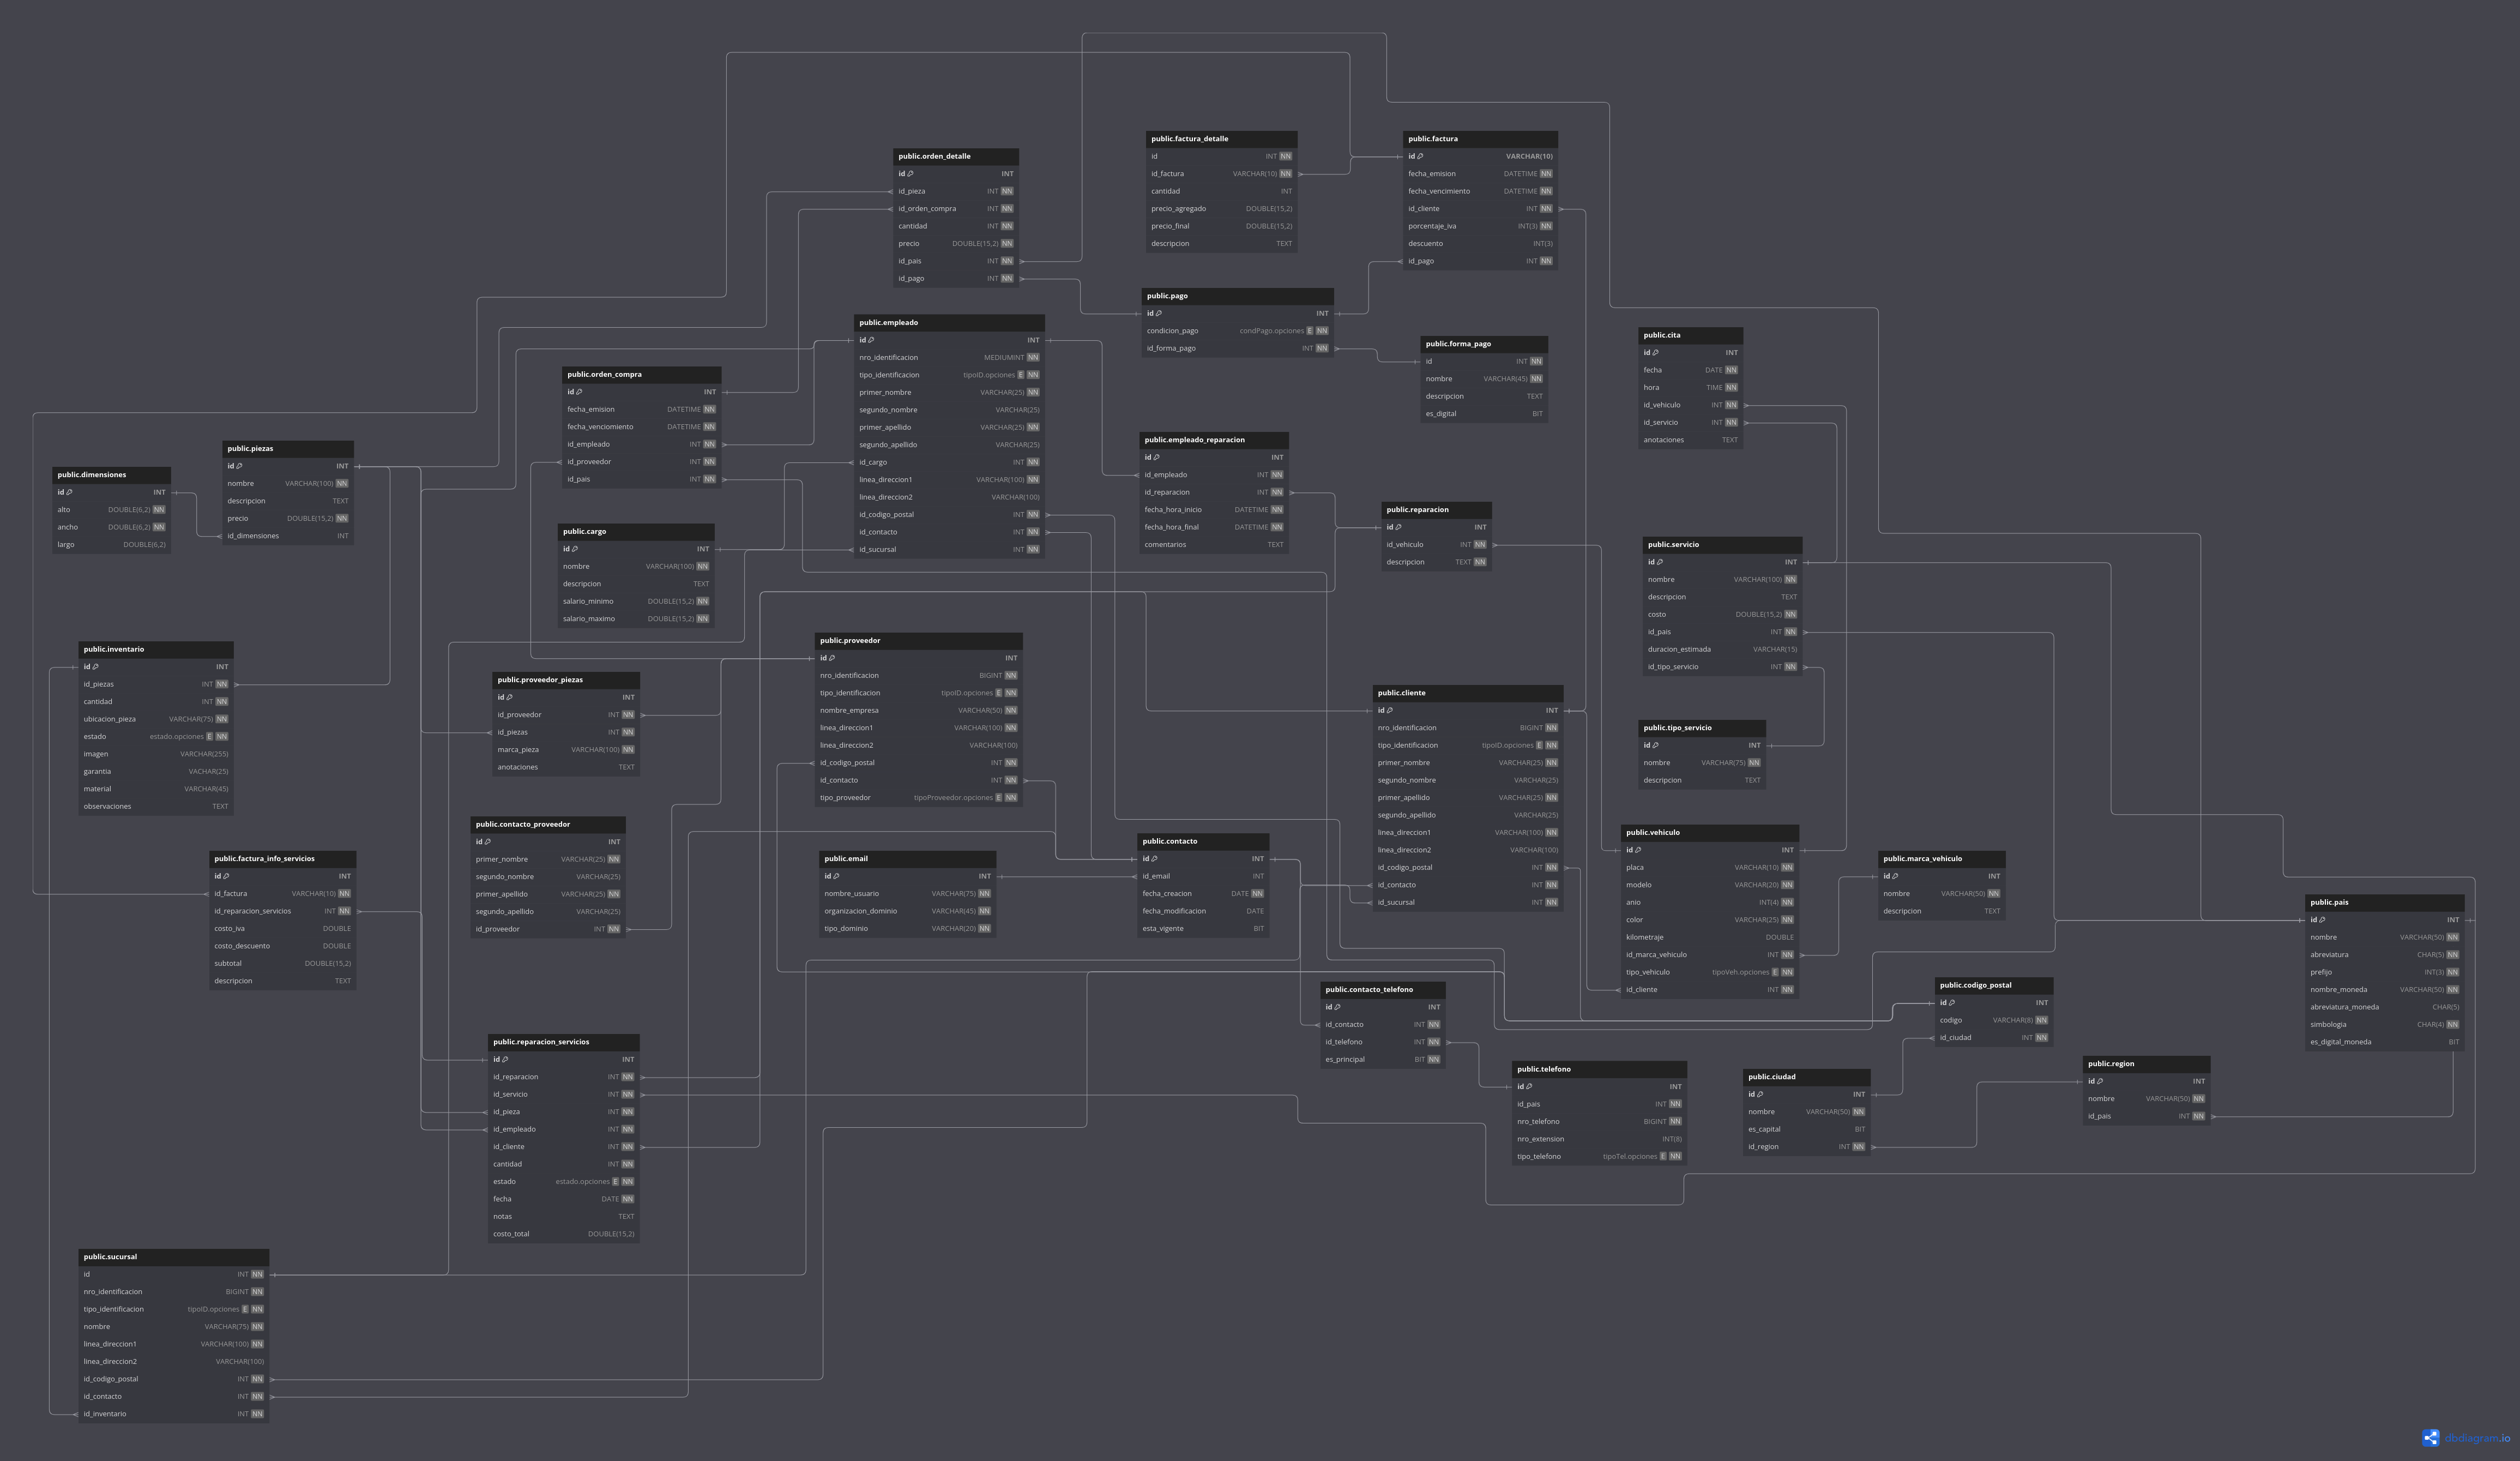 public.factura_detalle
id INT NN
id_factura VARCHAR(10) NN
cantidad INT
precio_agregado DOUBLE(15,2)
precio_final DOUBLE(15,2)
descripcion TEXT
public.factura
id VARCHAR(10)
fecha_emision DATETIME NN
fecha_vencimiento DATETIME NN
id_cliente INT NN
porcentaje_iva INT(3) NN
descuento INT(3)
id_pago INT NN
public.orden_detalle
id INT
id_pieza INT NN
id_orden_compra INT NN
cantidad INT NN
precio DOUBLE(15,2) NN
id_pais INT NN
id_pago INT NN
public.pago
id INT
condicion_pago condPago.opciones E NN
id_forma_pago INT NN
public.empleado
id INT
nro_identificacion MEDIUMINT NN
tipo_identificacion tipoID.opciones E NN
primer_nombre VARCHAR(25) NN
segundo_nombre VARCHAR(25)
primer_apellido VARCHAR(25) NN
segundo_apellido VARCHAR(25)
id_cargo INT NN
linea_direccion1 VARCHAR(100) NN
linea_direccion2 VARCHAR(100)
id_codigo_postal INT NN
id_contacto INT NN
id_sucursal INT NN
public.forma_pago
id INT NN
nombre VARCHAR(45) NN
descripcion TEXT
es_digital BIT
public.cita
id INT
fecha DATE NN
hora TIME NN
id_vehiculo INT NN
id_servicio INT NN
anotaciones TEXT
public.orden_compra
id INT
fecha_emision DATETIME NN
fecha_venciomiento DATETIME NN
id_empleado INT NN
id_proveedor INT NN
id_pais INT NN
public.empleado_reparacion
id INT
id_empleado INT NN
id_reparacion INT NN
fecha_hora_inicio DATETIME NN
fecha_hora_final DATETIME NN
comentarios TEXT
public.piezas
id INT
nombre VARCHAR(100) NN
descripcion TEXT
precio DOUBLE(15,2) NN
id_dimensiones INT
public.dimensiones
id INT
alto DOUBLE(6,2) NN
ancho DOUBLE(6,2) NN
largo DOUBLE(6,2)
public.reparacion
id INT
id_vehiculo INT NN
descripcion TEXT NN
public.cargo
id INT
nombre VARCHAR(100) NN
descripcion TEXT
salario_minimo DOUBLE(15,2) NN
salario_maximo DOUBLE(15,2) NN
public.servicio
id INT
nombre VARCHAR(100) NN
descripcion TEXT
costo DOUBLE(15,2) NN
id_pais INT NN
duracion_estimada VARCHAR(15)
id_tipo_servicio INT NN
public.inventario
id INT
id_piezas INT NN
cantidad INT NN
ubicacion_pieza VARCHAR(75) NN
estado estado.opciones E NN
imagen VARCHAR(255)
garantia VACHAR(25)
material VARCHAR(45)
observaciones TEXT
public.proveedor
id INT
nro_identificacion BIGINT NN
tipo_identificacion tipoID.opciones E NN
nombre_empresa VARCHAR(50) NN
linea_direccion1 VARCHAR(100) NN
linea_direccion2 VARCHAR(100)
id_codigo_postal INT NN
id_contacto INT NN
tipo_proveedor tipoProveedor.opciones E NN
public.proveedor_piezas
id INT
id_proveedor INT NN
id_piezas INT NN
marca_pieza VARCHAR(100) NN
anotaciones TEXT
public.cliente
id INT
nro_identificacion BIGINT NN
tipo_identificacion tipoID.opciones E NN
primer_nombre VARCHAR(25) NN
segundo_nombre VARCHAR(25)
primer_apellido VARCHAR(25) NN
segundo_apellido VARCHAR(25)
linea_direccion1 VARCHAR(100) NN
linea_direccion2 VARCHAR(100)
id_codigo_postal INT NN
id_contacto INT NN
id_sucursal INT NN
public.tipo_servicio
id INT
nombre VARCHAR(75) NN
descripcion TEXT
public.contacto_proveedor
id INT
primer_nombre VARCHAR(25) NN
segundo_nombre VARCHAR(25)
primer_apellido VARCHAR(25) NN
segundo_apellido VARCHAR(25)
id_proveedor INT NN
public.vehiculo
id INT
placa VARCHAR(10) NN
modelo VARCHAR(20) NN
anio INT(4) NN
color VARCHAR(25) NN
kilometraje DOUBLE
id_marca_vehiculo INT NN
tipo_vehiculo tipoVeh.opciones E NN
id_cliente INT NN
public.contacto
id INT
id_email INT
fecha_creacion DATE NN
fecha_modificacion DATE
esta_vigente BIT
public.factura_info_servicios
id INT
id_factura VARCHAR(10) NN
id_reparacion_servicios INT NN
costo_iva DOUBLE
costo_descuento DOUBLE
subtotal DOUBLE(15,2)
descripcion TEXT
public.email
id INT
nombre_usuario VARCHAR(75) NN
organizacion_dominio VARCHAR(45) NN
tipo_dominio VARCHAR(20) NN
public.marca_vehiculo
id INT
nombre VARCHAR(50) NN
descripcion TEXT
public.pais
id INT
nombre VARCHAR(50) NN
abreviatura CHAR(5) NN
prefijo INT(3) NN
nombre_moneda VARCHAR(50) NN
abreviatura_moneda CHAR(5)
simbologia CHAR(4) NN
es_digital_moneda BIT
public.codigo_postal
id INT
codigo VARCHAR(8) NN
id_ciudad INT NN
public.contacto_telefono
id INT
id_contacto INT NN
id_telefono INT NN
es_principal BIT NN
public.reparacion_servicios
id INT
id_reparacion INT NN
id_servicio INT NN
id_pieza INT NN
id_empleado INT NN
id_cliente INT NN
cantidad INT NN
estado estado.opciones E NN
fecha DATE NN
notas TEXT
costo_total DOUBLE(15,2)
public.region
id INT
nombre VARCHAR(50) NN
id_pais INT NN
public.telefono
id INT
id_pais INT NN
nro_telefono BIGINT NN
nro_extension INT(8)
tipo_telefono tipoTel.opciones E NN
public.ciudad
id INT
nombre VARCHAR(50) NN
es_capital BIT
id_region INT NN
public.sucursal
id INT NN
nro_identificacion BIGINT NN
tipo_identificacion tipoID.opciones E NN
nombre VARCHAR(75) NN
linea_direccion1 VARCHAR(100) NN
linea_direccion2 VARCHAR(100)
id_codigo_postal INT NN
id_contacto INT NN
id_inventario INT NN
dbdiagram.io